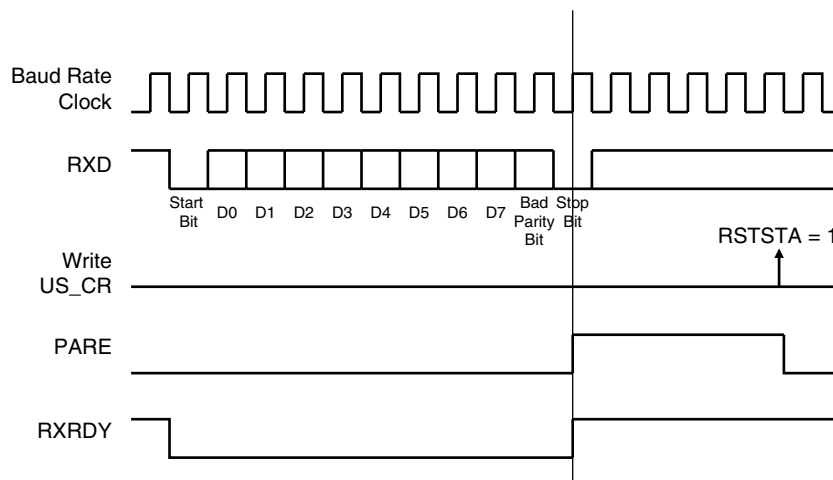 Baud Rate
Clock
RXD
Start
Bit
D0
D1
D2
D3
D4
D5
D6
D7
Bad
Parity
Bit
Stop
Bit
RSTSTA = 1
Write
US_CR
PARE
RXRDY